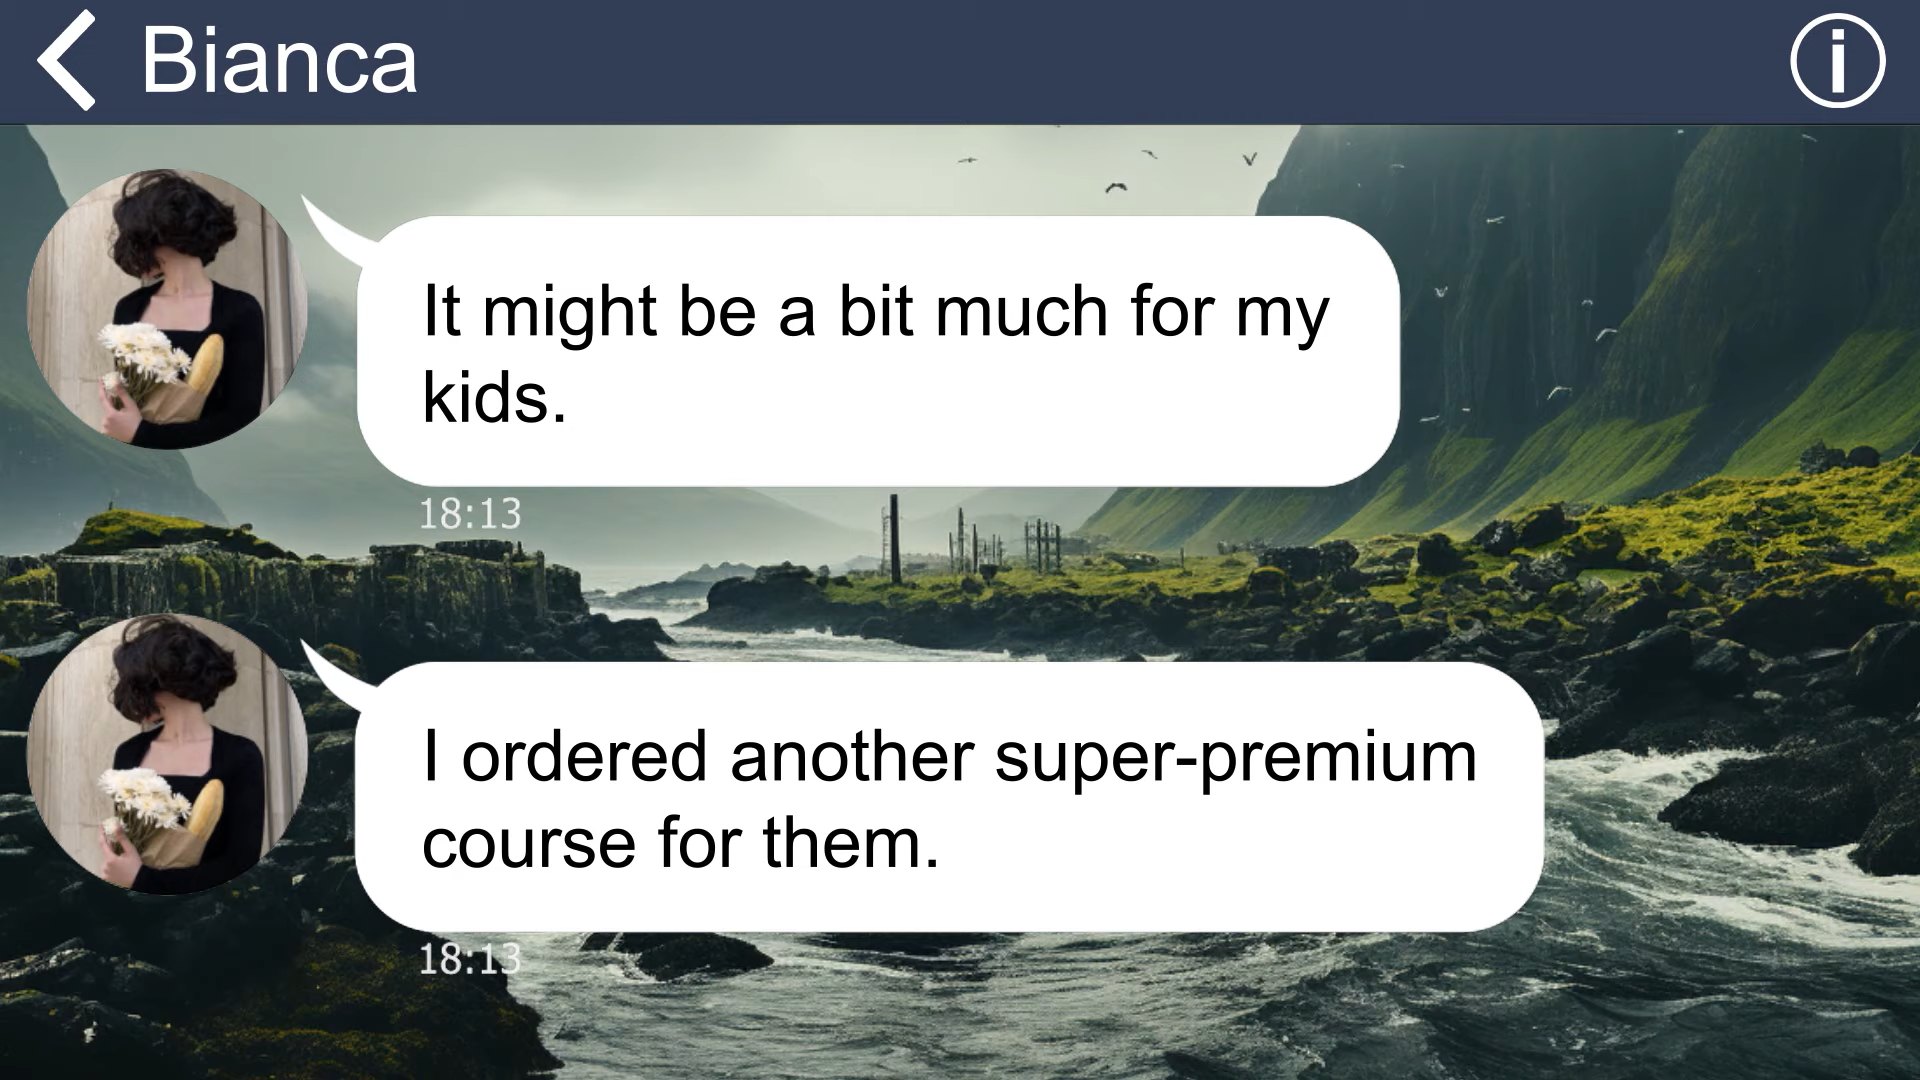 Bianca
It might be a bit much for my
kids.
18:13
I ordered another super-premium
course for them.
18:13